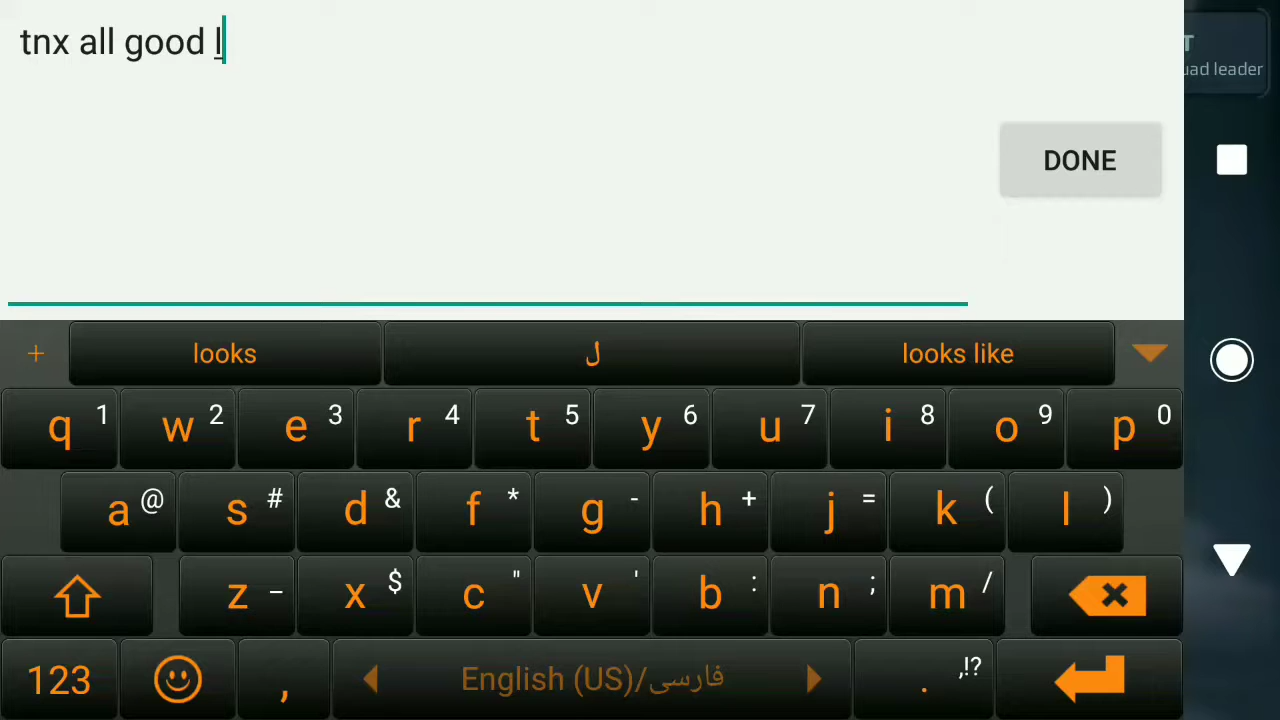 tnx all good l
T
uad leader
DONE
+ looks ل looks like
q 1 w 2 e 3 r 4 t 5 y 6 u 7 i 8 o 9 p 0
a @ s # d & f * g - h + j = k ( l )
z _ x $ c " v ' b : n ; m /
123 , English (US)/فارسی . ,!?